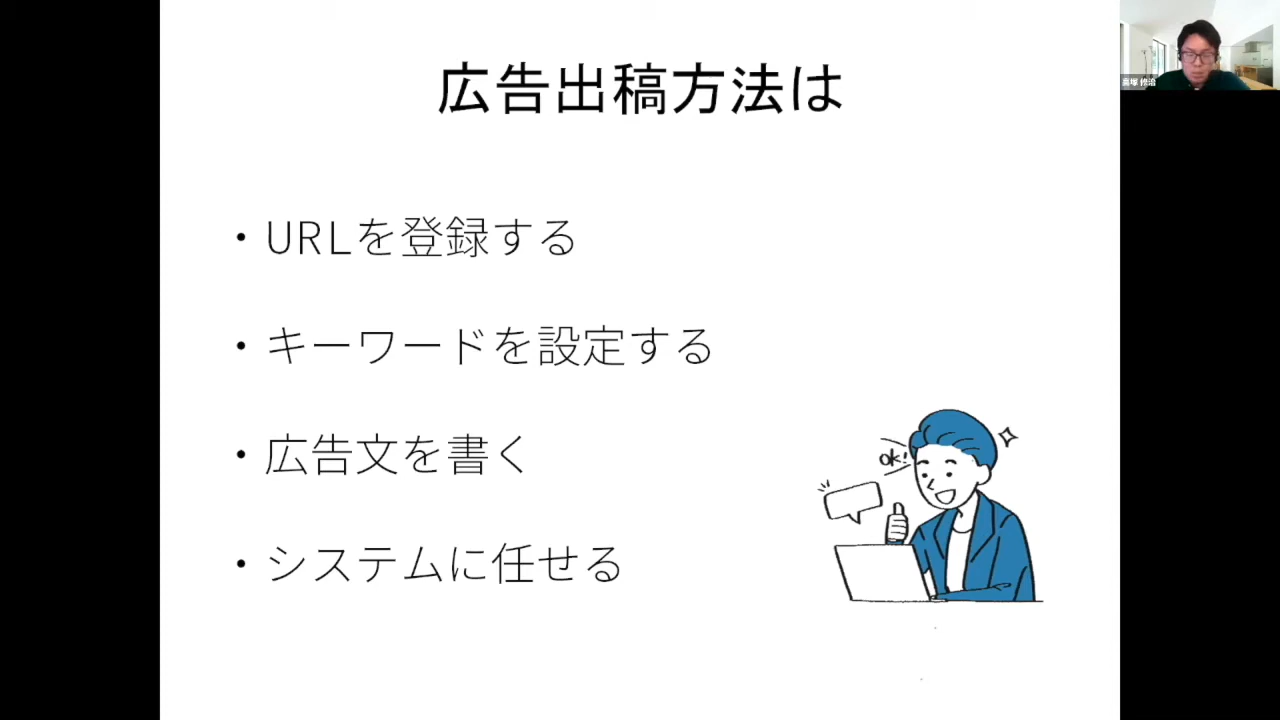 広告出稿方法は
・URLを登録する
・キーワードを設定する
・広告文を書く
・システムに任せる
ok!